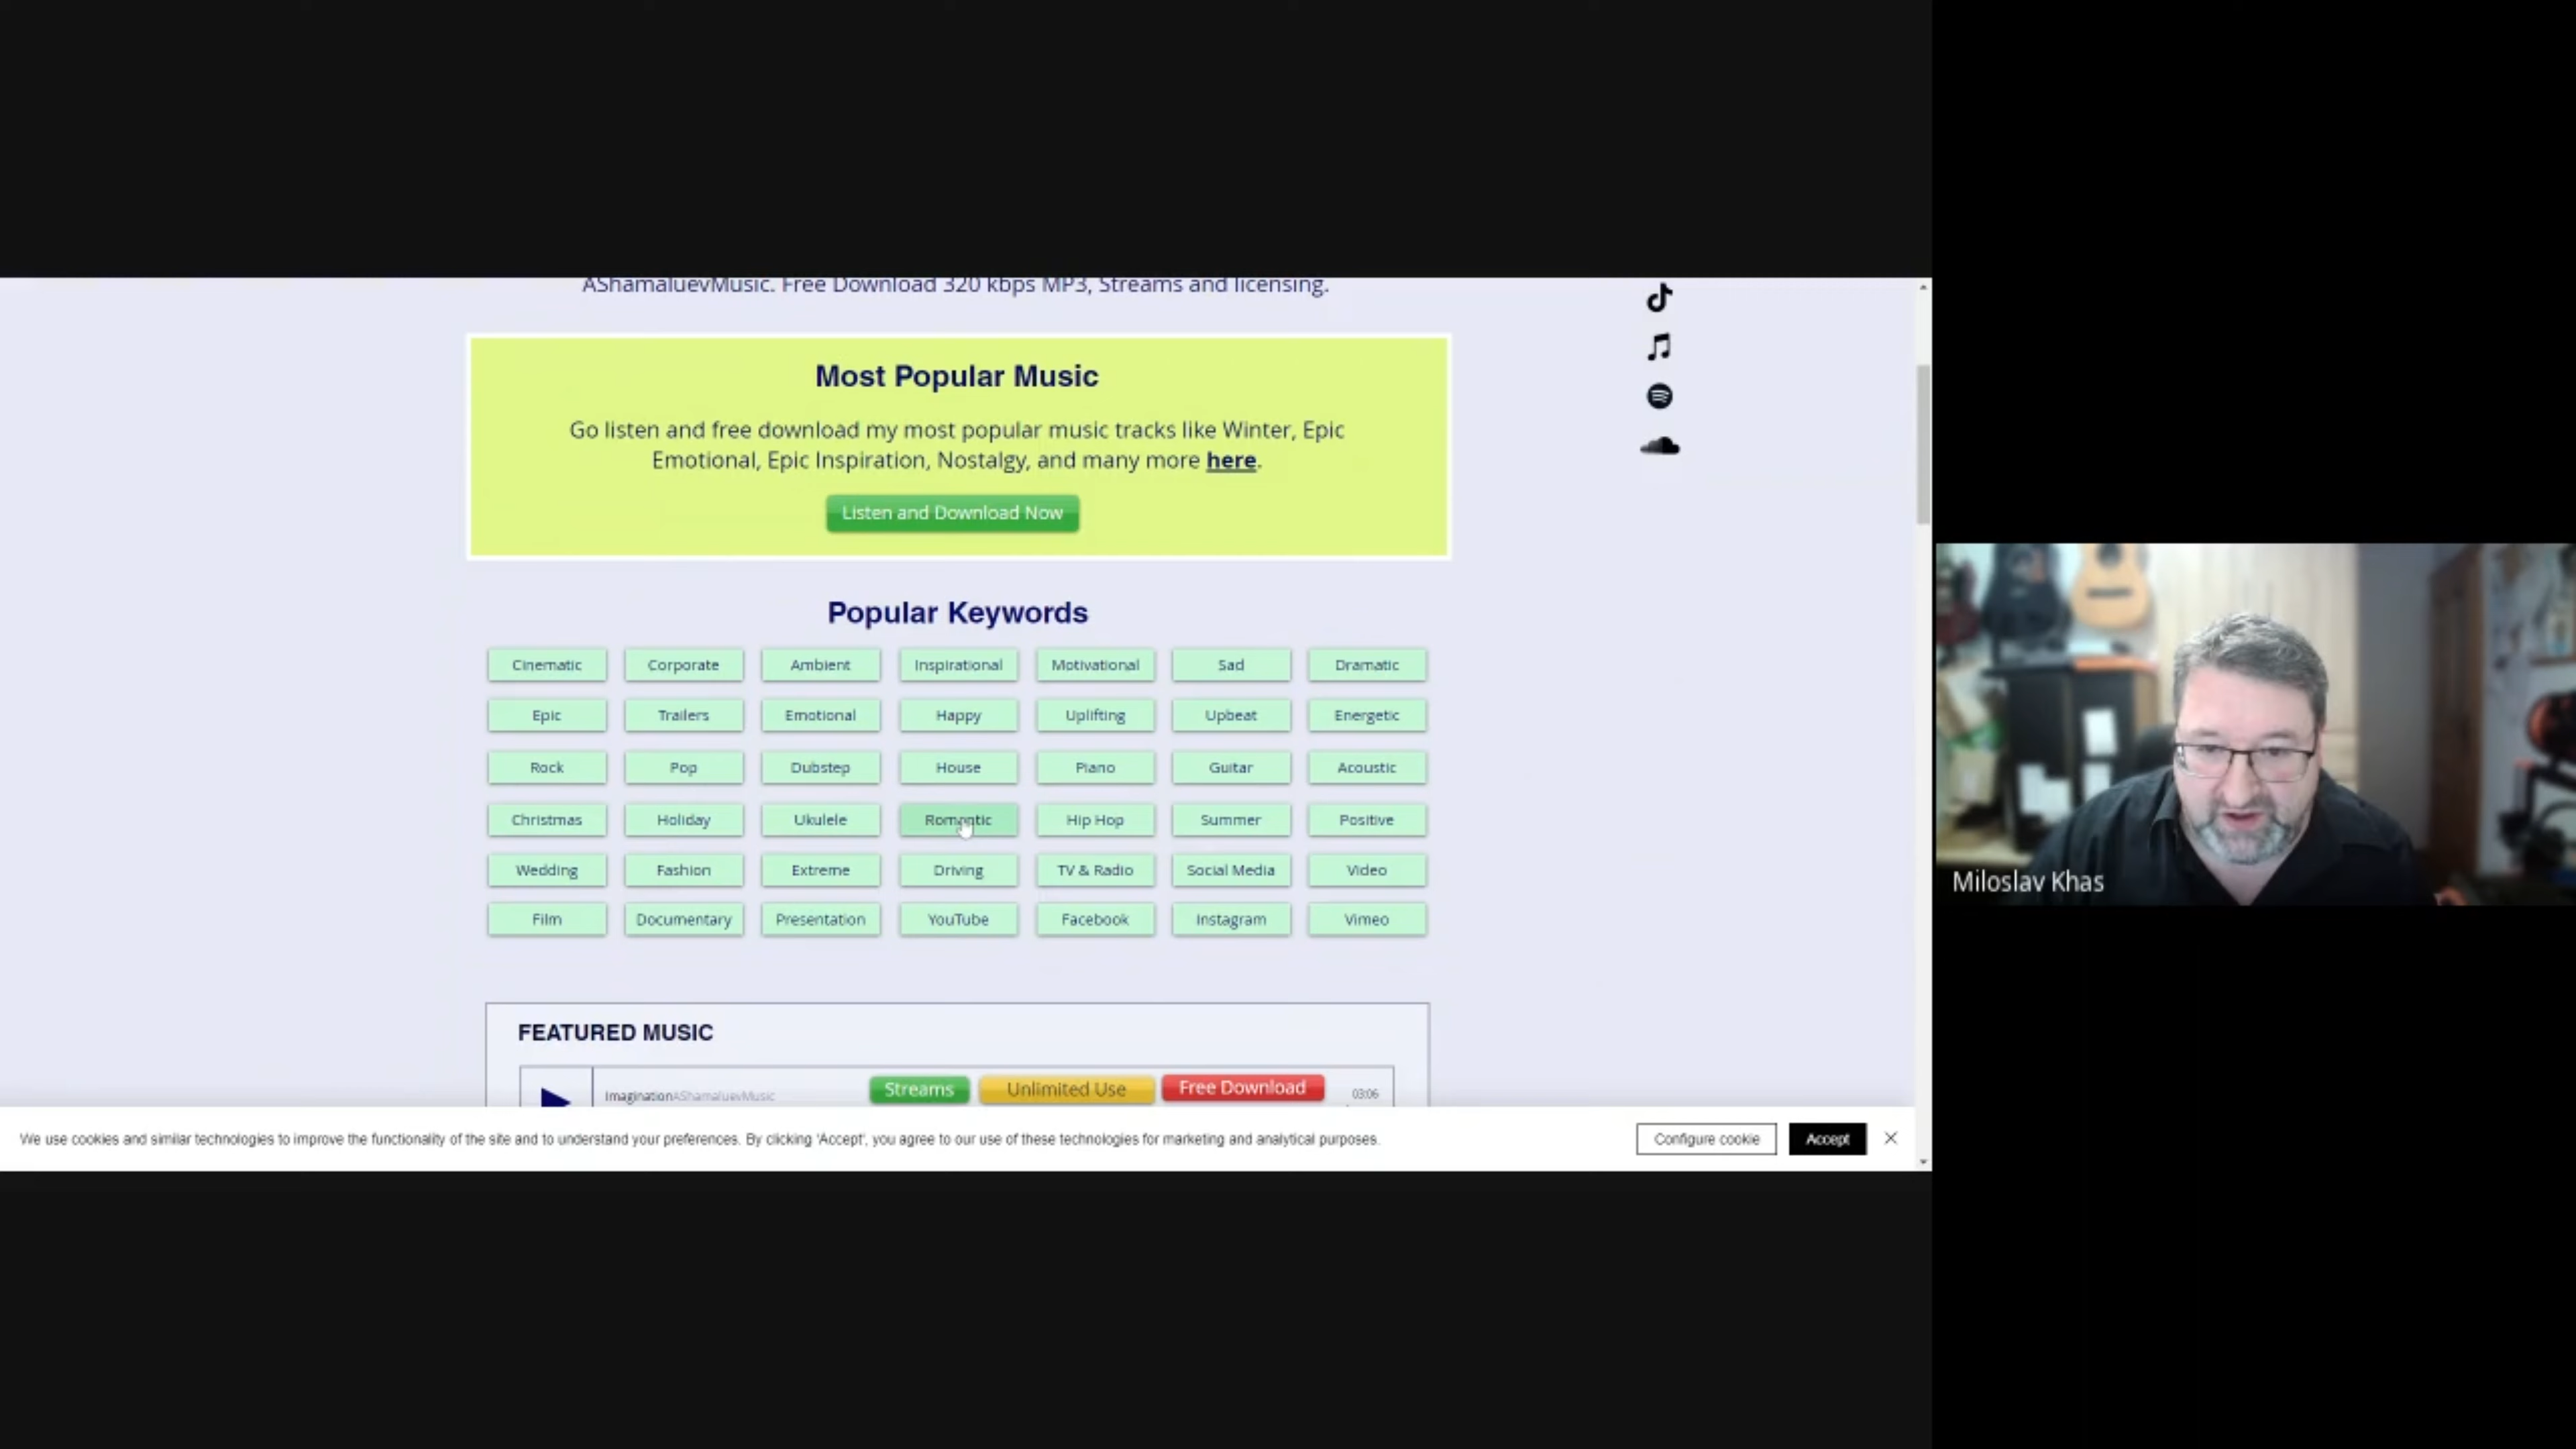 AShamaluevMusic. Free Download 320 kbps MP3, Streams and licensing.
Most Popular Music
Go listen and free download my most popular music tracks like Winter, Epic
Emotional, Epic Inspiration, Nostalgy, and many more here.
Listen and Download Now
Popular Keywords
Cinematic Corporate Ambient Inspirational Motivational Sad Dramatic
Epic Trailers Emotional Happy Uplifting Upbeat Energetic
Rock Pop Dubstep House Piano Guitar Acoustic
Christmas Holiday Ukulele Romantic Hip Hop Summer Positive
Wedding Fashion Extreme Driving TV & Radio Social Media Video
Film Documentary Presentation YouTube Facebook Instagram Vimeo
FEATURED MUSIC
Imagination AShamaluevMusic Streams Unlimited Use Free Download 03:06
We use cookies and similar technologies to improve the functionality of the site and to understand your preferences. By clicking 'Accept', you agree to our use of these technologies for marketing and analytical purposes. Configure cookie Accept
Miloslav Khas